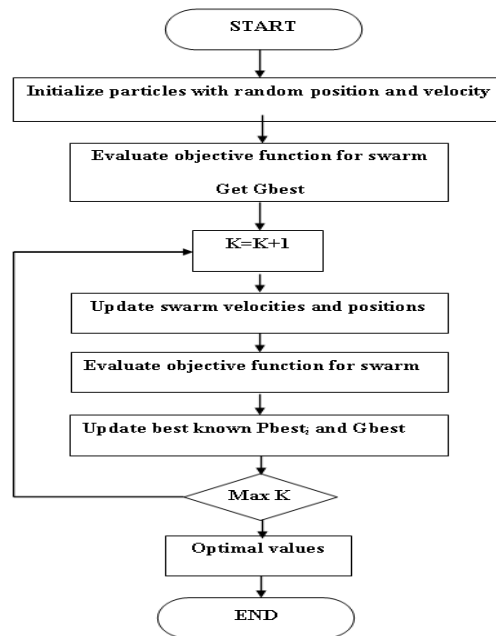 START
Initialize particles with random position and velocity
Evaluate objective function for swarm
Get Gbest
K=K+1
Update swarm velocities and positions
Evaluate objective function for swarm
Update best known Pbestᵢ and Gbest
Max K
Optimal values
END